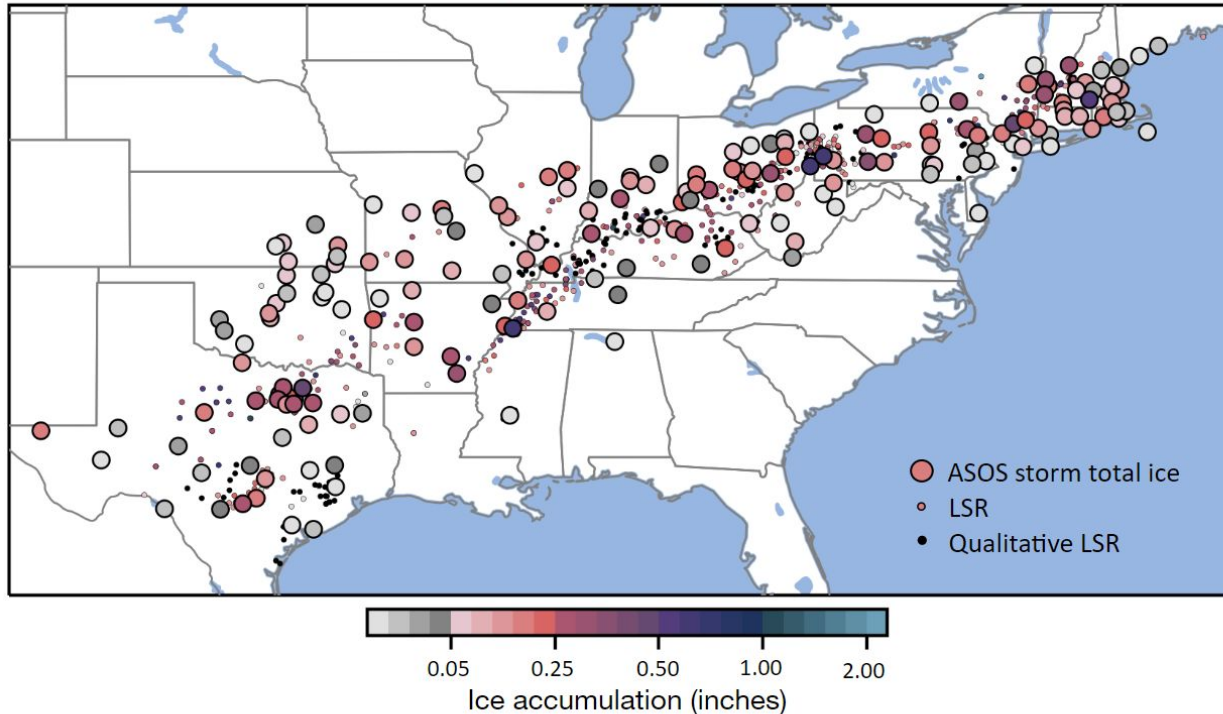 ASOS storm total ice
LSR
Qualitative LSR
0.05 0.25 0.50 1.00 2.00
Ice accumulation (inches)